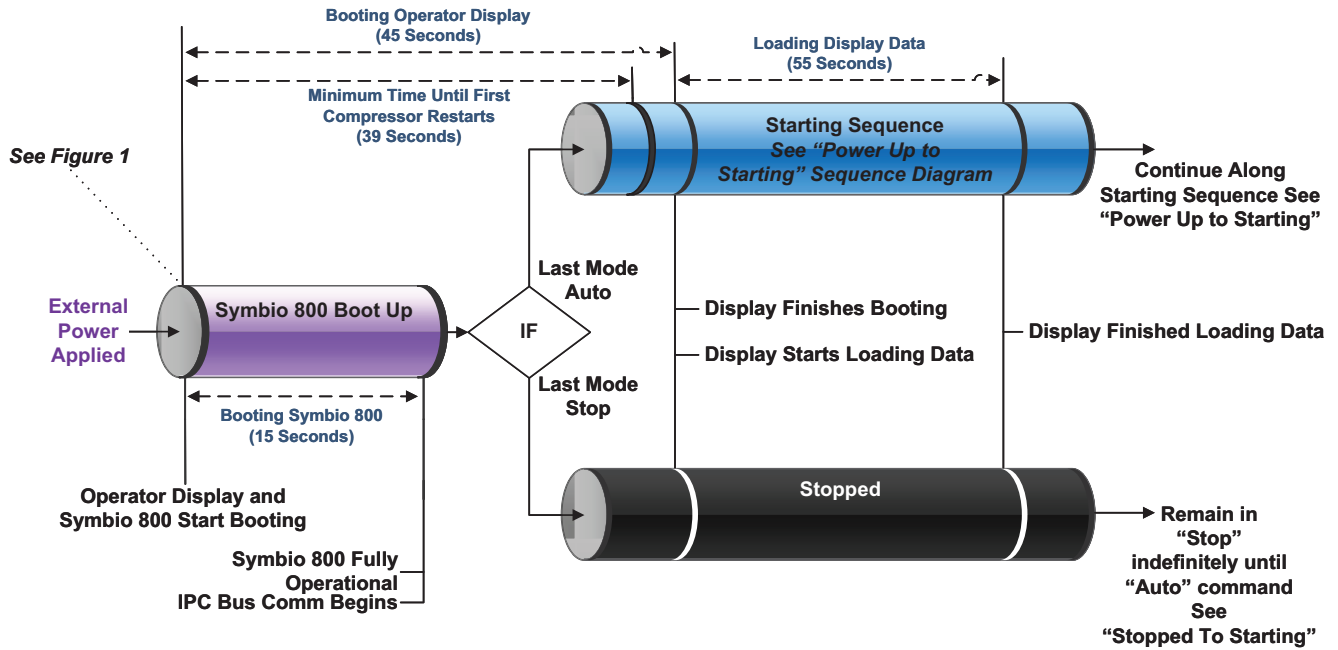 Booting Operator Display
(45 Seconds)
Loading Display Data
(55 Seconds)
Minimum Time Until First
Compressor Restarts
(39 Seconds)
See Figure 1
Starting Sequence
See “Power Up to
Starting” Sequence Diagram
Continue Along
Starting Sequence See
“Power Up to Starting”
External
Power
Applied
Symbio 800 Boot Up
Last Mode
Auto
IF
Last Mode
Stop
Display Finishes Booting
Display Starts Loading Data
Display Finished Loading Data
Booting Symbio 800
(15 Seconds)
Operator Display and
Symbio 800 Start Booting
Symbio 800 Fully
Operational
IPC Bus Comm Begins
Stopped
Remain in
“Stop”
indefinitely until
“Auto” command
See
“Stopped To Starting”